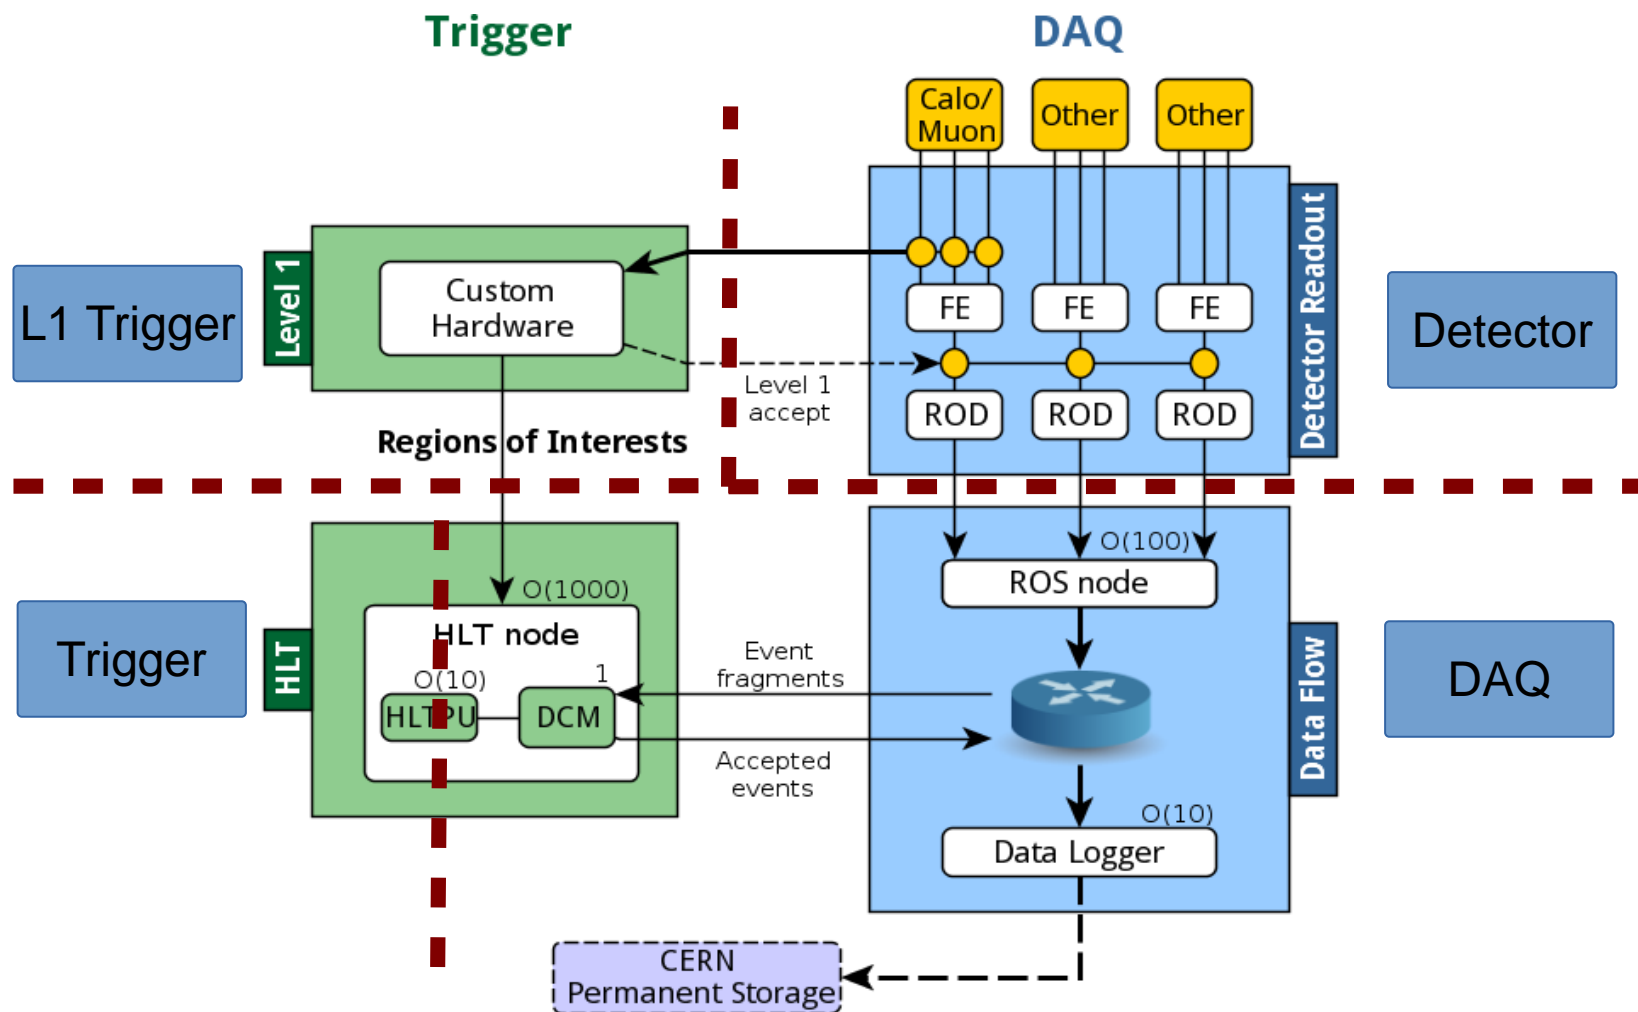 Trigger
DAQ
Calo/
Muon
Other
Other
L1 Trigger
Level 1
Custom
Hardware
FE
FE
FE
Level 1
accept
ROD
ROD
ROD
Detector Readout
Detector
Regions of Interests
Trigger
HLT
O(1000)
HLT node
O(10)
1
HLTPU
DCM
Event
fragments
Accepted
events
O(100)
ROS node
O(10)
Data Logger
Data Flow
DAQ
CERN
Permanent Storage